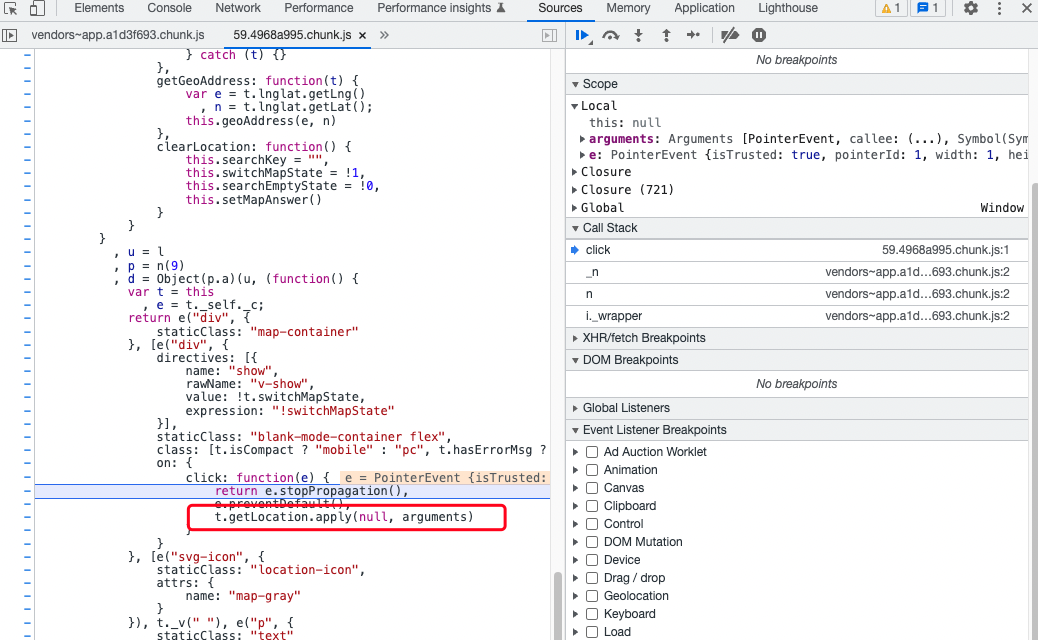 Elements Console Network Performance Performance insights Sources Memory Application Lighthouse 1 1
vendors~app.a1d3f693.chunk.js 59.4968a995.chunk.js × »
} catch (t) {}
},
getGeoAddress: function(t) {
var e = t.lnglat.getLng()
, n = t.lnglat.getLat();
this.geoAddress(e, n)
},
clearLocation: function() {
this.searchKey = "",
this.switchMapState = !1,
this.searchEmptyState = !0,
this.setMapAnswer()
}
}
}
, u = l
, p = n(9)
, d = Object(p.a)(u, (function() {
var t = this
, e = t._self._c;
return e("div", {
staticClass: "map-container"
}, [e("div", {
directives: [{
name: "show",
rawName: "v-show",
value: !t.switchMapState,
expression: "!switchMapState"
}],
staticClass: "blank-mode-container flex",
class: [t.isCompact ? "mobile" : "pc", t.hasErrorMsg ?
on: {
click: function(e) { e = PointerEvent {isTrusted:
return e.stopPropagation(),
e.preventDefault(),
t.getLocation.apply(null, arguments)
}
}
}, [e("svg-icon", {
staticClass: "location-icon",
attrs: {
name: "map-gray"
}
}), t._v(" "), e("p", {
staticClass: "text"
No breakpoints
Scope
Local
this: null
arguments: Arguments [PointerEvent, callee: (...), Symbol(Sym
e: PointerEvent {isTrusted: true, pointerId: 1, width: 1, hei
Closure
Closure (721)
Global Window
Call Stack
click 59.4968a995.chunk.js:1
_n vendors~app.a1d…693.chunk.js:2
n vendors~app.a1d…693.chunk.js:2
i._wrapper vendors~app.a1d…693.chunk.js:2
XHR/fetch Breakpoints
DOM Breakpoints
No breakpoints
Global Listeners
Event Listener Breakpoints
Ad Auction Worklet
Animation
Canvas
Clipboard
Control
DOM Mutation
Device
Drag / drop
Geolocation
Keyboard
Load